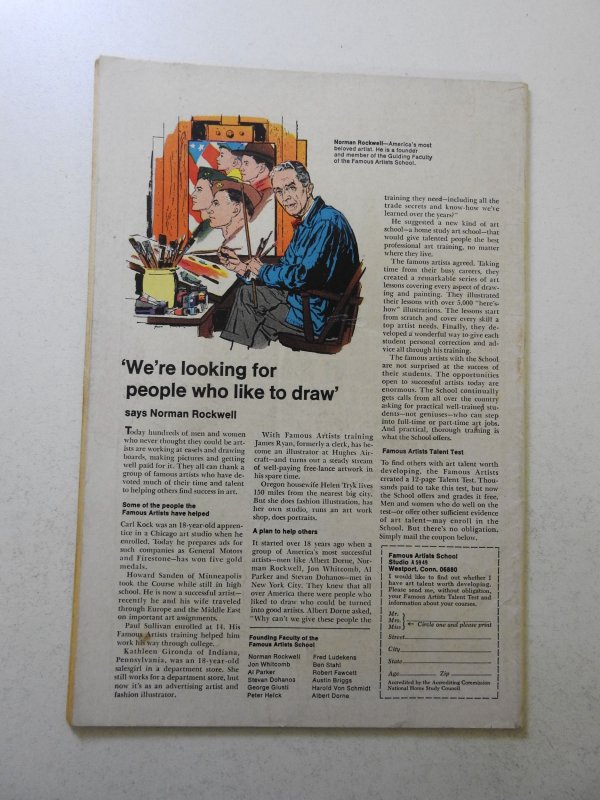 Norman Rockwell—America's most
beloved artist. He is a founder
and member of the Guiding Faculty
of the Famous Artists School.
'We're looking for
people who like to draw'
says Norman Rockwell
Today hundreds of men and women
who never thought they could be art-
ists are working at easels and drawing
boards, making pictures and getting
well paid for it. They all can thank a
group of famous artists who have de-
voted much of their time and talent
to helping others find success in art.
Some of the people the
Famous Artists have helped
Carl Kock was an 18-year-old appren-
tice in a Chicago art studio when he
enrolled. Today he prepares ads for
such companies as General Motors
and Firestone—has won five gold
medals.
Howard Sanden of Minneapolis
took the Course while still in high
school. He is now a successful artist—
recently he and his wife traveled
through Europe and the Middle East
on important art assignments.
Paul Sullivan enrolled at 14. His
Famous Artists training helped him
work his way through college.
Kathleen Gironda of Indiana,
Pennsylvania, was an 18-year-old
salesgirl in a department store. She
still works for a department store, but
now it's as an advertising artist and
fashion illustrator.
With Famous Artists training
James Ryan, formerly a clerk, has be-
come an illustrator at Hughes Air-
craft—and turns out a steady stream
of well-paying free-lance artwork in
his spare time.
Oregon housewife Helen Tryk lives
150 miles from the nearest big city.
But she does fashion illustration, has
her own studio, runs an art work
shop, does portraits.
A plan to help others
It started over 18 years ago when a
group of America's most successful
artists—men like Albert Dorne, Nor-
man Rockwell, Jon Whitcomb, Al
Parker and Stevan Dohanos—met in
New York City. They knew that all
over America there were people who
liked to draw who could be turned
into good artists. Albert Dorne asked,
"Why can't we give these people the
Founding Faculty of the
Famous Artists School
Norman Rockwell
Jon Whitcomb
Al Parker
Stevan Dohanos
George Giusti
Peter Helck
Fred Ludekens
Ben Stahl
Robert Fawcett
Austin Briggs
Harold Von Schmidt
Albert Dorne
training they need—including all the
trade secrets and know-how we've
learned over the years?"
He suggested a new kind of art
school—a home study art school—that
would give talented people the best
professional art training, no matter
where they live.
The famous artists agreed. Taking
time from their busy careers, they
created a remarkable series of art
lessons covering every aspect of draw-
ing and painting. They illustrated
their lessons with over 5,000 "here's-
how" illustrations. The lessons start
from scratch and cover every skill a
top artist needs. Finally, they de-
veloped a wonderful way to give each
student personal correction and ad-
vice all through his training.
The famous artists with the School
are not surprised at the success of
their students. The opportunities
open to successful artists today are
enormous. The School continually
gets calls from all over the country
asking for practical well-trained stu-
dents—not geniuses—who can step
into full-time or part-time art jobs.
And practical, thorough training is
what the School offers.
Famous Artists Talent Test
To find others with art talent worth
developing, the Famous Artists
created a 12-page Talent Test. Thou-
sands paid to take this test, but now
the School offers and grades it free.
Men and women who do well on the
test—or offer other sufficient evidence
of art talent—may enroll in the
School. But there's no obligation.
Simply mail the coupon below.
Famous Artists School
Studio A 5849
Westport, Conn. 06880
I would like to find out whether I
have art talent worth developing.
Please send me, without obligation,
your Famous Artists Talent Test and
information about your courses.
Mr.
Mrs.
Miss
Circle one and please print
Street
City
State
Age Zip
Accredited by the Accrediting Commission
National Home Study Council